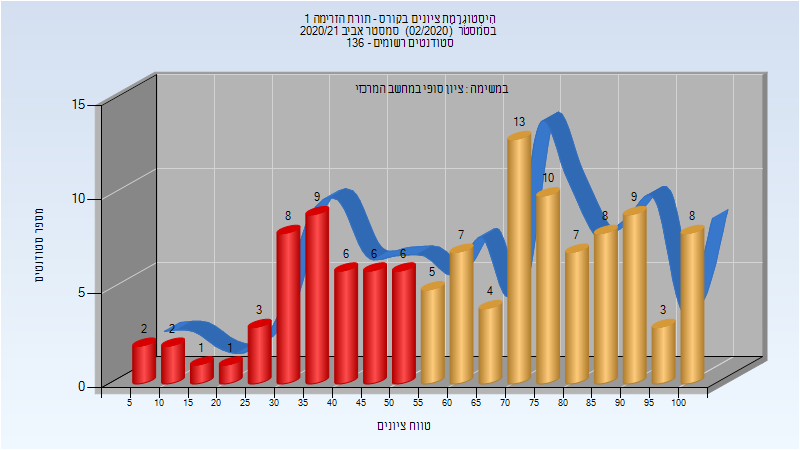 היסטוגרמת ציונים בקורס - תורת הזרימה 1
בסמסטר (02/2020) סמסטר אביב 2020/21
סטודנטים רשומים - 136
במשימה : ציון סופי במחשב המרכזי
מספר סטודנטים
15
10
5
0
2 2 1 1 3 8 9 6 6 6 5 7 4 13 10 7 8 9 3 8
5 10 15 20 25 30 35 40 45 50 55 60 65 70 75 80 85 90 95 100
טווח ציונים